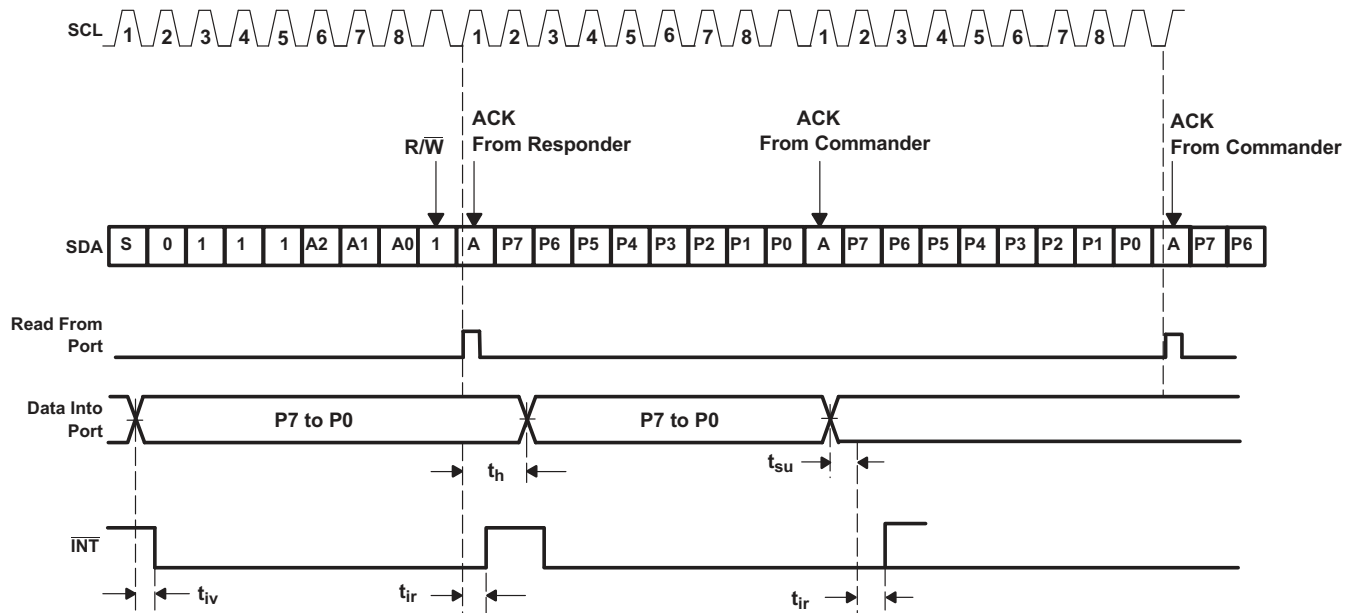 SCL 1 2 3 4 5 6 7 8 1 2 3 4 5 6 7 8 1 2 3 4 5 6 7 8
R/W̅
ACK
From Responder
ACK
From Commander
ACK
From Commander
SDA S 0 1 1 1 A2 A1 A0 1 A P7 P6 P5 P4 P3 P2 P1 P0 A P7 P6 P5 P4 P3 P2 P1 P0 A P7 P6
Read From
Port
Data Into
Port
P7 to P0 P7 to P0
th tsu
I̅N̅T̅
tiv tir tir